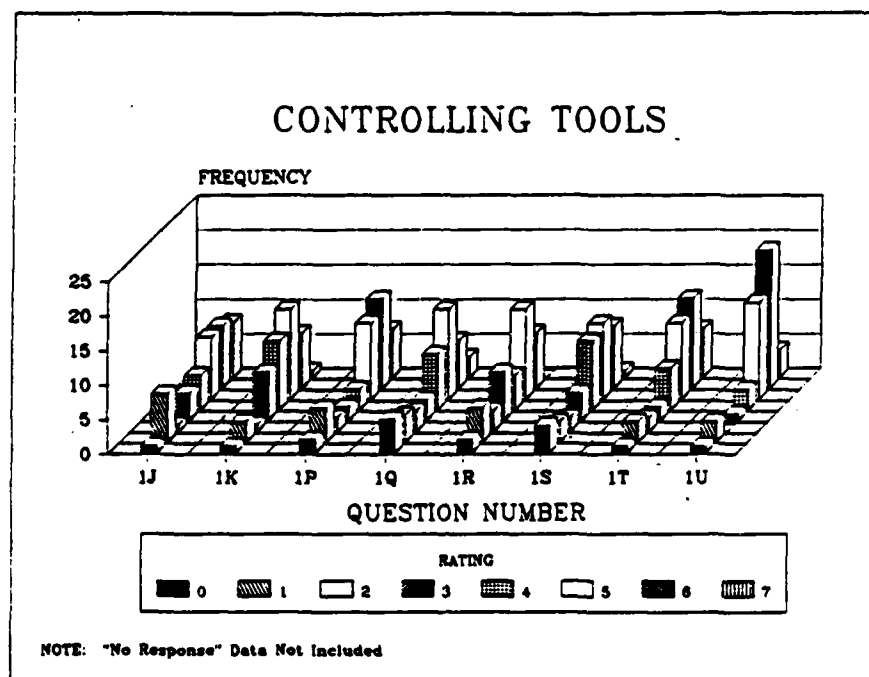 CONTROLLING TOOLS
FREQUENCY
25
20
15
10
5
0
1J 1K 1P 1Q 1R 1S 1T 1U
QUESTION NUMBER
RATING
0 1 2 3 4 5 6 7
NOTE: "No Response" Data Not Included